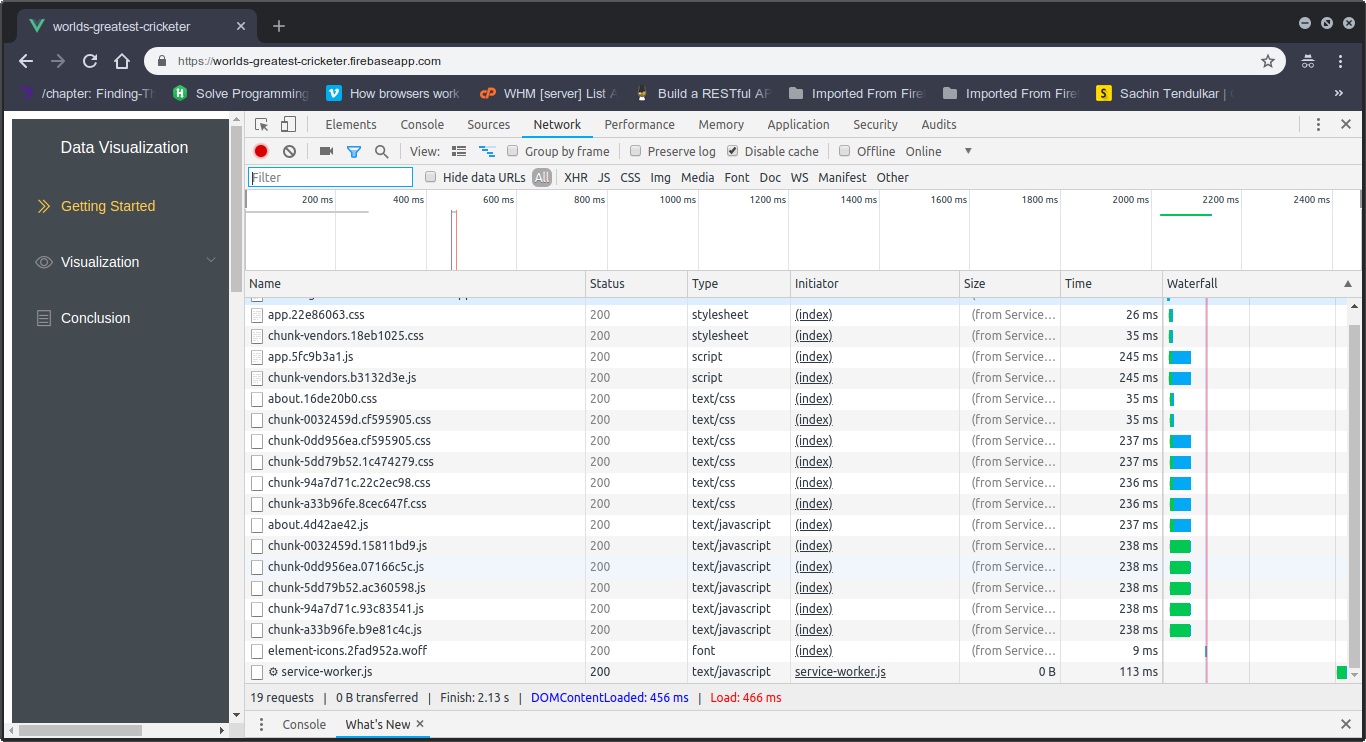 worlds-greatest-cricketer
https://worlds-greatest-cricketer.firebaseapp.com
/chapter: Finding-Th Solve Programming How browsers work WHM [server] List A Build a RESTful AP Imported From Fire Imported From Fire S Sachin Tendulkar | »
Data Visualization
Getting Started
Visualization
Conclusion
Elements Console Sources Network Performance Memory Application Security Audits
View: Group by frame Preserve log Disable cache Offline Online
Filter Hide data URLs All XHR JS CSS Img Media Font Doc WS Manifest Other
200 ms 400 ms 600 ms 800 ms 1000 ms 1200 ms 1400 ms 1600 ms 1800 ms 2000 ms 2200 ms 2400 ms
Name Status Type Initiator Size Time Waterfall
app.22e86063.css 200 stylesheet (index) (from Service… 26 ms
chunk-vendors.18eb1025.css 200 stylesheet (index) (from Service… 35 ms
app.5fc9b3a1.js 200 script (index) (from Service… 245 ms
chunk-vendors.b3132d3e.js 200 script (index) (from Service… 245 ms
about.16de20b0.css 200 text/css (index) (from Service… 35 ms
chunk-0032459d.cf595905.css 200 text/css (index) (from Service… 35 ms
chunk-0dd956ea.cf595905.css 200 text/css (index) (from Service… 237 ms
chunk-5dd79b52.1c474279.css 200 text/css (index) (from Service… 237 ms
chunk-94a7d71c.22c2ec98.css 200 text/css (index) (from Service… 236 ms
chunk-a33b96fe.8cec647f.css 200 text/css (index) (from Service… 236 ms
about.4d42ae42.js 200 text/javascript (index) (from Service… 237 ms
chunk-0032459d.15811bd9.js 200 text/javascript (index) (from Service… 238 ms
chunk-0dd956ea.07166c5c.js 200 text/javascript (index) (from Service… 238 ms
chunk-5dd79b52.ac360598.js 200 text/javascript (index) (from Service… 238 ms
chunk-94a7d71c.93c83541.js 200 text/javascript (index) (from Service… 238 ms
chunk-a33b96fe.b9e81c4c.js 200 text/javascript (index) (from Service… 238 ms
element-icons.2fad952a.woff 200 font (index) (from Service… 9 ms
service-worker.js 200 text/javascript service-worker.js 0 B 113 ms
19 requests | 0 B transferred | Finish: 2.13 s | DOMContentLoaded: 456 ms | Load: 466 ms
Console What's New